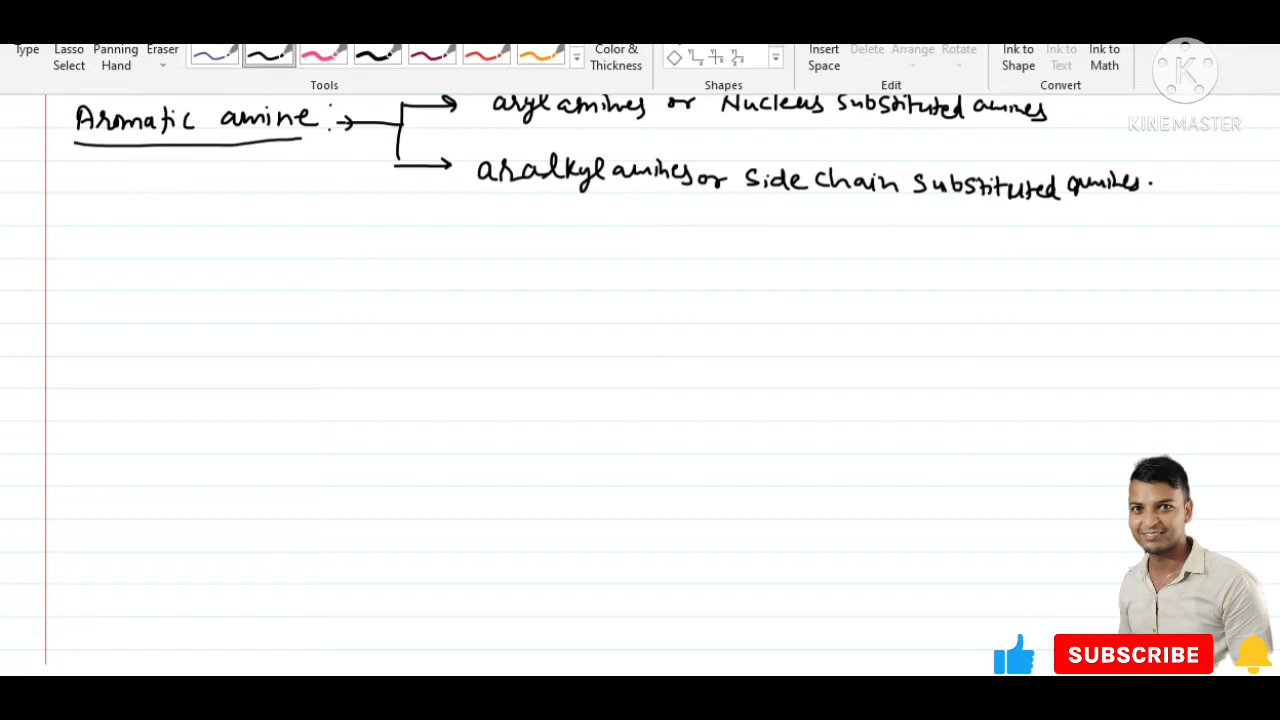 Type Lasso Select Panning Hand Eraser Color & Thickness Insert Space Delete Arrange Rotate Ink to Shape Ink to Text Ink to Math
Tools Shapes Edit Convert
K
KINEMASTER
arylamines or Nucleus substituted amines
Aromatic amine :→
aralkylamines or Side Chain Substituted amines.
SUBSCRIBE